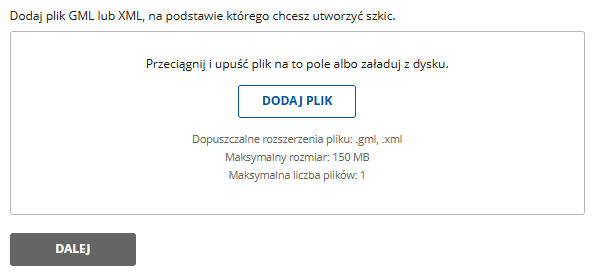 Dodaj plik GML lub XML, na podstawie którego chcesz utworzyć szkic.
Przeciągnij i upuść plik na to pole albo załaduj z dysku.
DODAJ PLIK
Dopuszczalne rozszerzenia pliku: .gml, .xml
Maksymalny rozmiar: 150 MB
Maksymalna liczba plików: 1
DALEJ